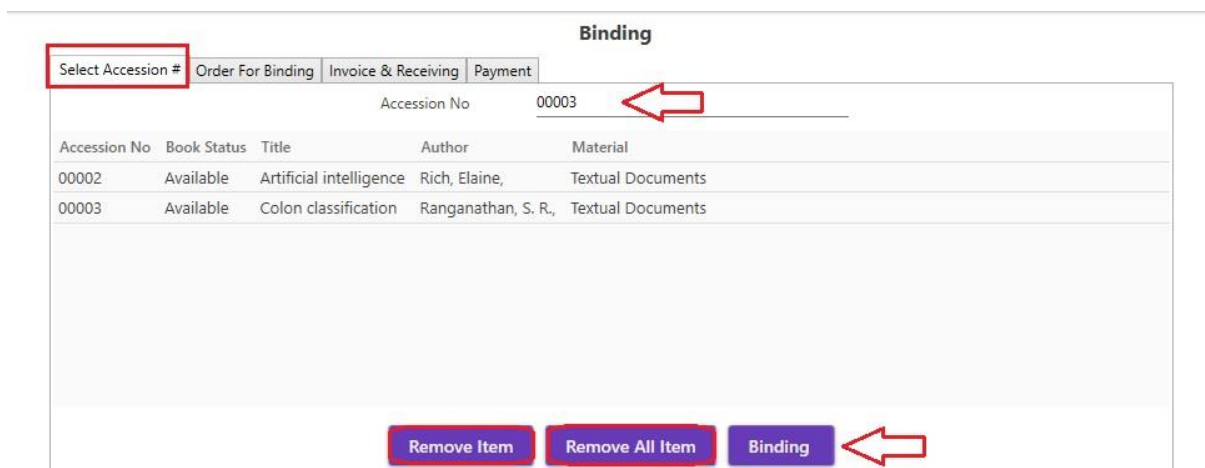 Binding
Select Accession # Order For Binding Invoice & Receiving Payment
Accession No 00003
Accession No Book Status Title Author Material
00002 Available Artificial intelligence Rich, Elaine, Textual Documents
00003 Available Colon classification Ranganathan, S. R., Textual Documents
Remove Item Remove All Item Binding